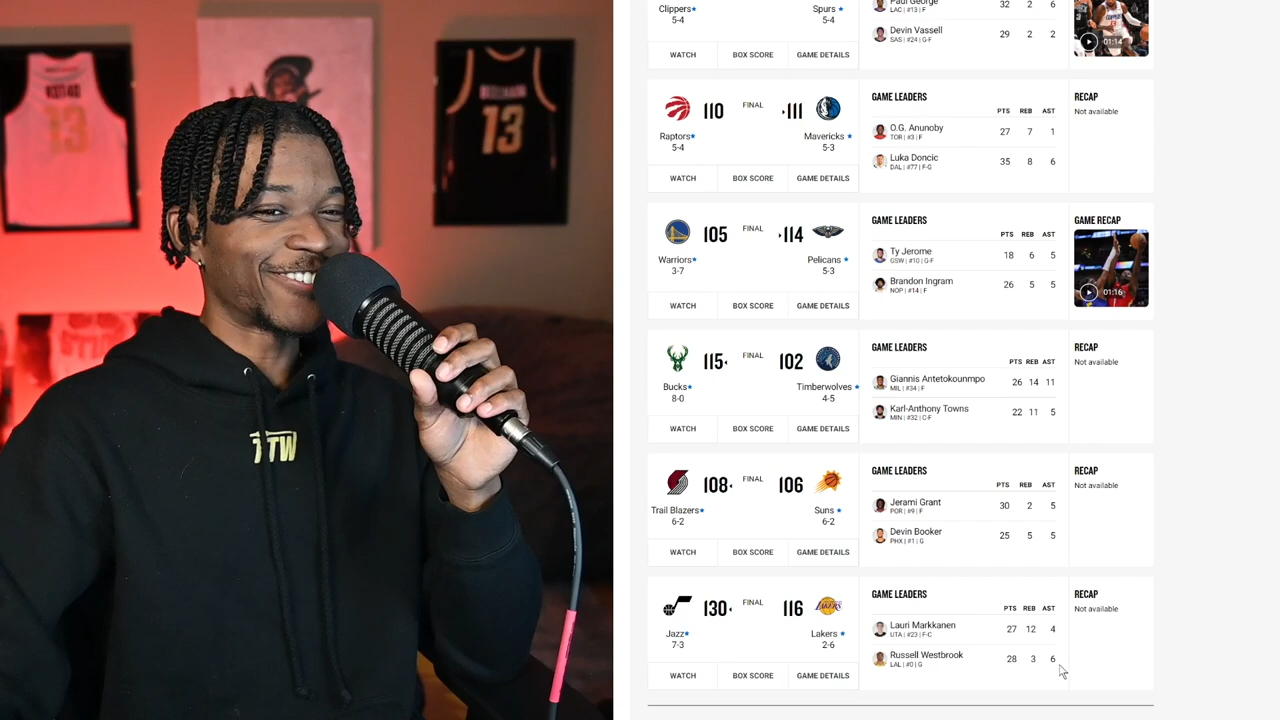 13
13
TTW
Clippers
5-4
Spurs
5-4
Paul George
LAC | #13 | F
32 2 6
Devin Vassell
SAS | #24 | G-F
29 2 2
01:14
WATCH BOX SCORE GAME DETAILS
110 FINAL 111
Raptors Mavericks
5-4 5-3
WATCH BOX SCORE GAME DETAILS
GAME LEADERS
PTS REB AST
O.G. Anunoby
TOR | #3 | F
27 7 1
Luka Doncic
DAL | #77 | F-G
35 8 6
RECAP
Not available
105 FINAL 114
Warriors Pelicans
3-7 5-3
WATCH BOX SCORE GAME DETAILS
GAME LEADERS
PTS REB AST
Ty Jerome
GSW | #10 | G-F
18 6 5
Brandon Ingram
NOP | #14 | F
26 5 5
GAME RECAP
01:16
115 FINAL 102
Bucks Timberwolves
8-0 4-5
WATCH BOX SCORE GAME DETAILS
GAME LEADERS
PTS REB AST
Giannis Antetokounmpo
MIL | #34 | F
26 14 11
Karl-Anthony Towns
MIN | #32 | C-F
22 11 5
RECAP
Not available
108 FINAL 106
Trail Blazers Suns
6-2 6-2
WATCH BOX SCORE GAME DETAILS
GAME LEADERS
PTS REB AST
Jerami Grant
POR | #9 | F
30 2 5
Devin Booker
PHX | #1 | G
25 5 5
RECAP
Not available
130 FINAL 116
Jazz Lakers
7-3 2-6
WATCH BOX SCORE GAME DETAILS
GAME LEADERS
PTS REB AST
Lauri Markkanen
UTA | #23 | F-C
27 12 4
Russell Westbrook
LAL | #0 | G
28 3 6
RECAP
Not available